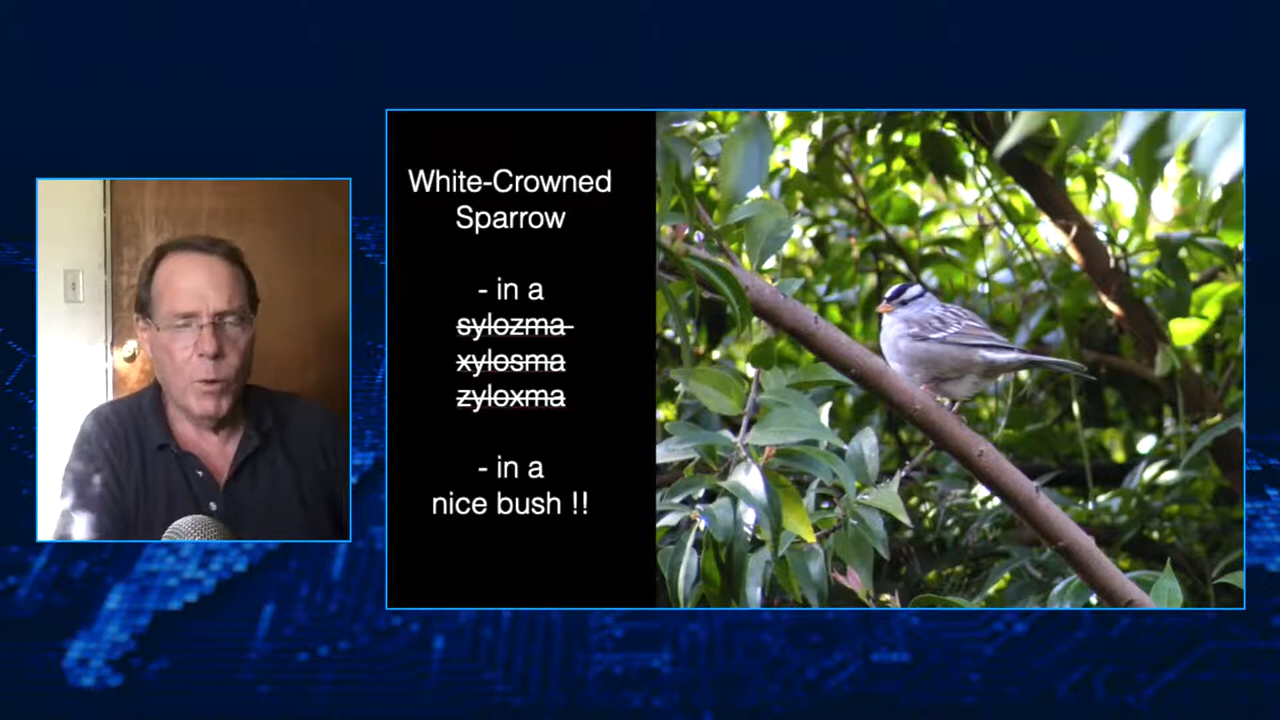 White-Crowned
Sparrow
- in a
sylozma
xylosma
zyloxma
- in a
nice bush !!